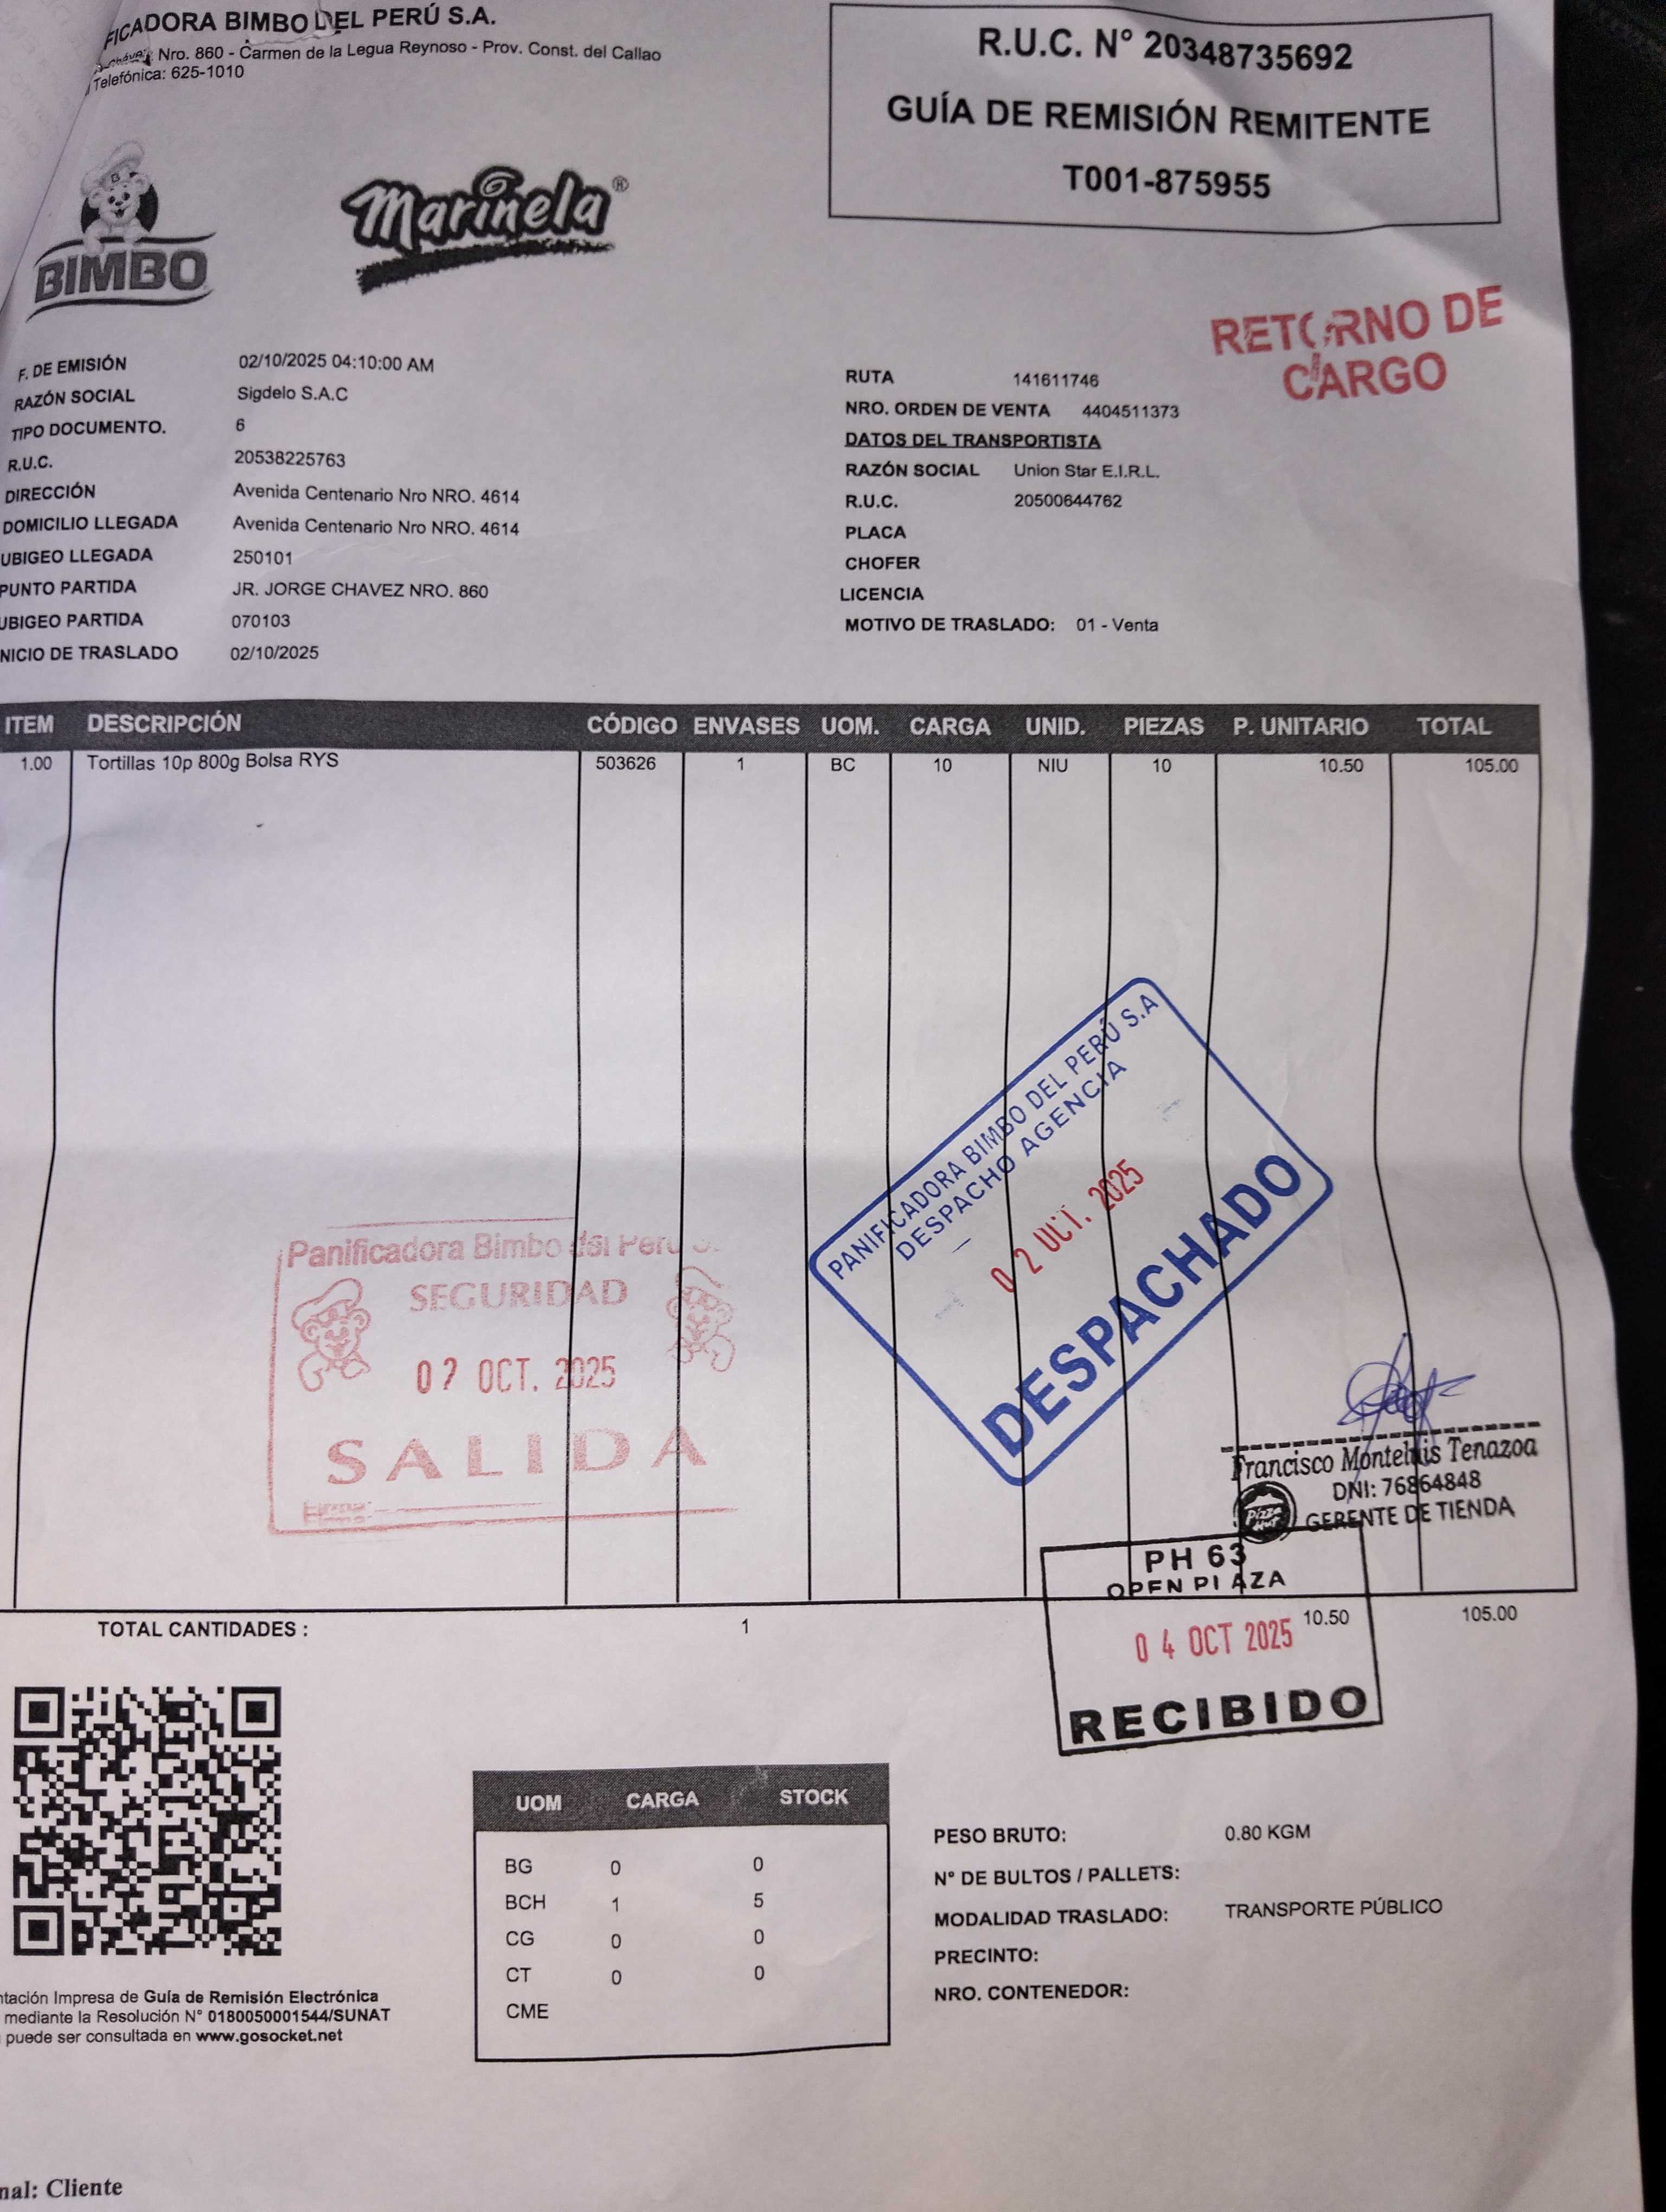 FICADORA BIMBO DEL PERÚ S.A.
Nro. 860 - Carmen de la Legua Reynoso - Prov. Const. del Callao
Telefónica: 625-1010
R.U.C. N° 20348735692
GUÍA DE REMISIÓN REMITENTE
T001-875955
BIMBO
Marinela®
RETORNO DE
CARGO
F. DE EMISIÓN 02/10/2025 04:10:00 AM
RAZÓN SOCIAL Sigdelo S.A.C
TIPO DOCUMENTO. 6
R.U.C. 20538225763
DIRECCIÓN Avenida Centenario Nro NRO. 4614
DOMICILIO LLEGADA Avenida Centenario Nro NRO. 4614
UBIGEO LLEGADA 250101
PUNTO PARTIDA JR. JORGE CHAVEZ NRO. 860
UBIGEO PARTIDA 070103
NICIO DE TRASLADO 02/10/2025
RUTA 141611746
NRO. ORDEN DE VENTA 4404511373
DATOS DEL TRANSPORTISTA
RAZÓN SOCIAL Union Star E.I.R.L.
R.U.C. 20500644762
PLACA
CHOFER
LICENCIA
MOTIVO DE TRASLADO: 01 - Venta
ITEM DESCRIPCIÓN CÓDIGO ENVASES UOM. CARGA UNID. PIEZAS P. UNITARIO TOTAL
1.00 Tortillas 10p 800g Bolsa RYS 503626 1 BC 10 NIU 10 10.50 105.00
PANIFICADORA BIMBO DEL PERÚ S.A
DESPACHO AGENCIA
02 OCT. 2025
DESPACHADO
Panificadora Bimbo del Perú S.
SEGURIDAD
02 OCT. 2025
SALIDA
Firma:
Francisco Monteluis Tenazoa
DNI: 76864848
Pizza Hut
GERENTE DE TIENDA
PH 63
OPEN PLAZA
04 OCT 2025
RECIBIDO
TOTAL CANTIDADES : 1 10.50 105.00
UOM CARGA STOCK
BG 0 0
BCH 1 5
CG 0 0
CT 0 0
CME
PESO BRUTO: 0.80 KGM
N° DE BULTOS / PALLETS:
MODALIDAD TRASLADO: TRANSPORTE PÚBLICO
PRECINTO:
NRO. CONTENEDOR:
ntación Impresa de Guía de Remisión Electrónica
mediante la Resolución N° 0180050001544/SUNAT
puede ser consultada en www.gosocket.net
nal: Cliente